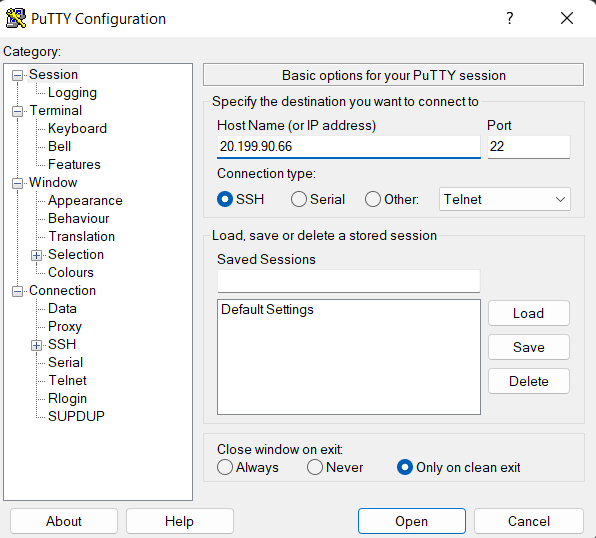 PuTTY Configuration
?
Category:
Session
Logging
Terminal
Keyboard
Bell
Features
Window
Appearance
Behaviour
Translation
Selection
Colours
Connection
Data
Proxy
SSH
Serial
Telnet
Rlogin
SUPDUP
Basic options for your PuTTY session
Specify the destination you want to connect to
Host Name (or IP address) Port
20.199.90.66 22
Connection type:
SSH Serial Other: Telnet
Load, save or delete a stored session
Saved Sessions
Default Settings
Load
Save
Delete
Close window on exit:
Always Never Only on clean exit
About Help Open Cancel